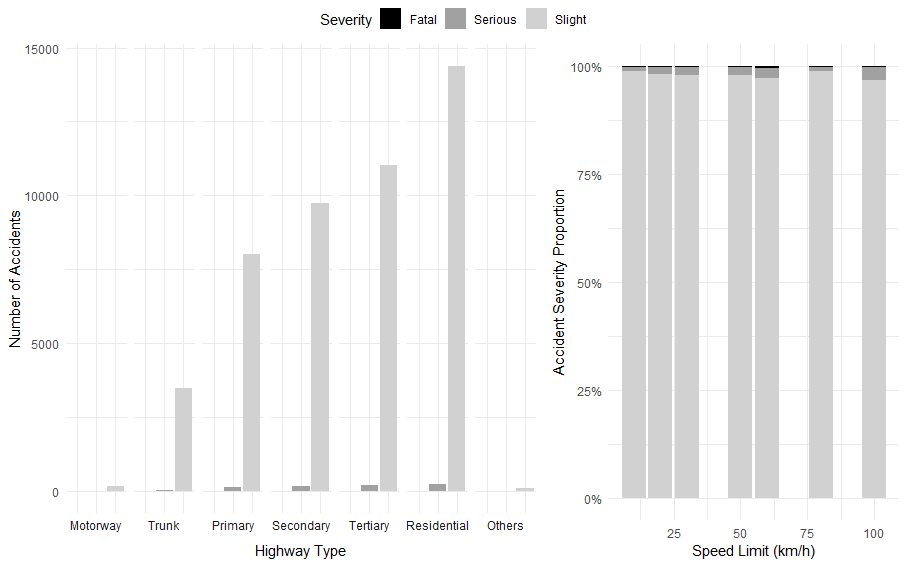 Severity Fatal Serious Slight
15000
10000
5000
0
Number of Accidents
Motorway Trunk Primary Secondary Tertiary Residential Others
Highway Type
100%
75%
50%
25%
0%
Accident Severity Proportion
25 50 75 100
Speed Limit (km/h)